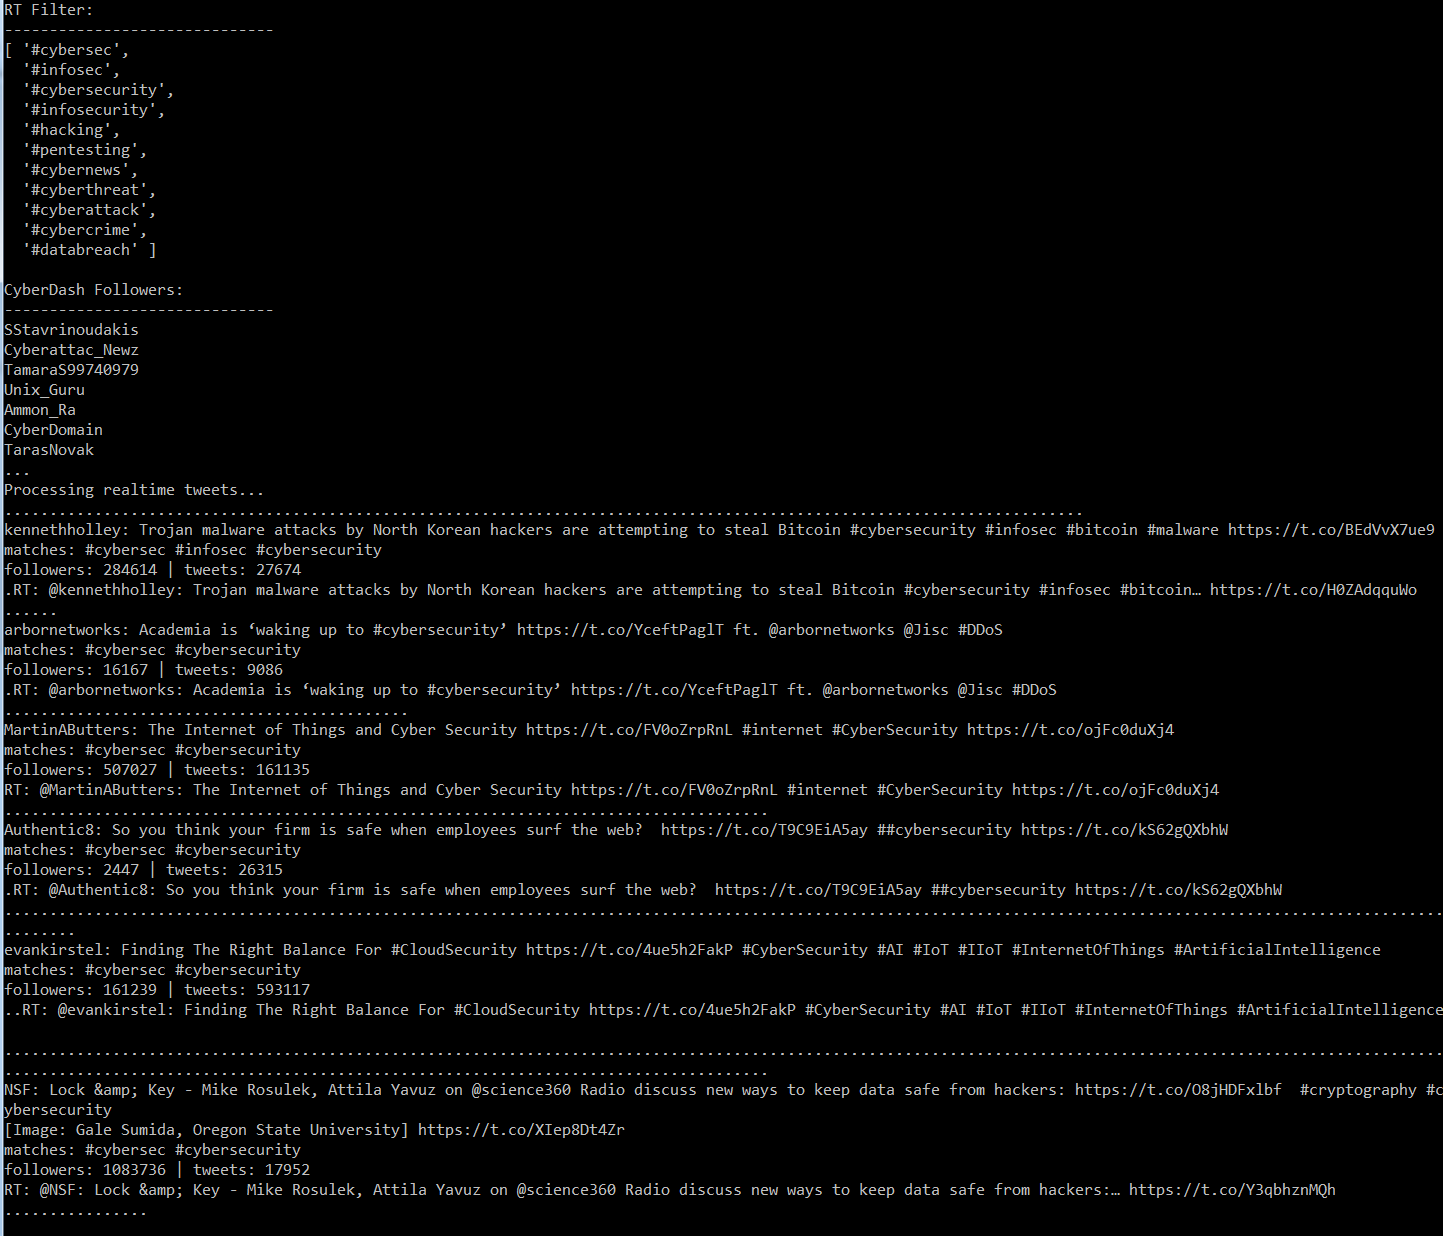 RT Filter:
------------------------------
[ '#cybersec',
  '#infosec',
  '#cybersecurity',
  '#infosecurity',
  '#hacking',
  '#pentesting',
  '#cybernews',
  '#cyberthreat',
  '#cyberattack',
  '#cybercrime',
  '#databreach' ]

CyberDash Followers:
------------------------------
SStavrinoudakis
Cyberattac_Newz
TamaraS99740979
Unix_Guru
Ammon_Ra
CyberDomain
TarasNovak
...
Processing realtime tweets...
........................................................................................................................
kennethholley: Trojan malware attacks by North Korean hackers are attempting to steal Bitcoin #cybersecurity #infosec #bitcoin #malware https://t.co/BEdVvX7ue9
matches: #cybersec #infosec #cybersecurity
followers: 284614 | tweets: 27674
.RT: @kennethholley: Trojan malware attacks by North Korean hackers are attempting to steal Bitcoin #cybersecurity #infosec #bitcoin… https://t.co/H0ZAdqquWo
......
arbornetworks: Academia is ‘waking up to #cybersecurity’ https://t.co/YceftPaglT ft. @arbornetworks @Jisc #DDoS
matches: #cybersec #cybersecurity
followers: 16167 | tweets: 9086
.RT: @arbornetworks: Academia is ‘waking up to #cybersecurity’ https://t.co/YceftPaglT ft. @arbornetworks @Jisc #DDoS
.............................................
MartinAButters: The Internet of Things and Cyber Security https://t.co/FV0oZrpRnL #internet #CyberSecurity https://t.co/ojFc0duXj4
matches: #cybersec #cybersecurity
followers: 507027 | tweets: 161135
RT: @MartinAButters: The Internet of Things and Cyber Security https://t.co/FV0oZrpRnL #internet #CyberSecurity https://t.co/ojFc0duXj4
.....................................................................................
Authentic8: So you think your firm is safe when employees surf the web?  https://t.co/T9C9EiA5ay ##cybersecurity https://t.co/kS62gQXbhW
matches: #cybersec #cybersecurity
followers: 2447 | tweets: 26315
.RT: @Authentic8: So you think your firm is safe when employees surf the web?  https://t.co/T9C9EiA5ay ##cybersecurity https://t.co/kS62gQXbhW
................................................................................................................................................................
........
evankirstel: Finding The Right Balance For #CloudSecurity https://t.co/4ue5h2FakP #CyberSecurity #AI #IoT #IIoT #InternetOfThings #ArtificialIntelligence
matches: #cybersec #cybersecurity
followers: 161239 | tweets: 593117
..RT: @evankirstel: Finding The Right Balance For #CloudSecurity https://t.co/4ue5h2FakP #CyberSecurity #AI #IoT #IIoT #InternetOfThings #ArtificialIntelligence

................................................................................................................................................................
.....................................................................................
NSF: Lock &amp; Key - Mike Rosulek, Attila Yavuz on @science360 Radio discuss new ways to keep data safe from hackers: https://t.co/O8jHDFxlbf  #cryptography #c
ybersecurity
[Image: Gale Sumida, Oregon State University] https://t.co/XIep8Dt4Zr
matches: #cybersec #cybersecurity
followers: 1083736 | tweets: 17952
RT: @NSF: Lock &amp; Key - Mike Rosulek, Attila Yavuz on @science360 Radio discuss new ways to keep data safe from hackers:… https://t.co/Y3qbhznMQh
................